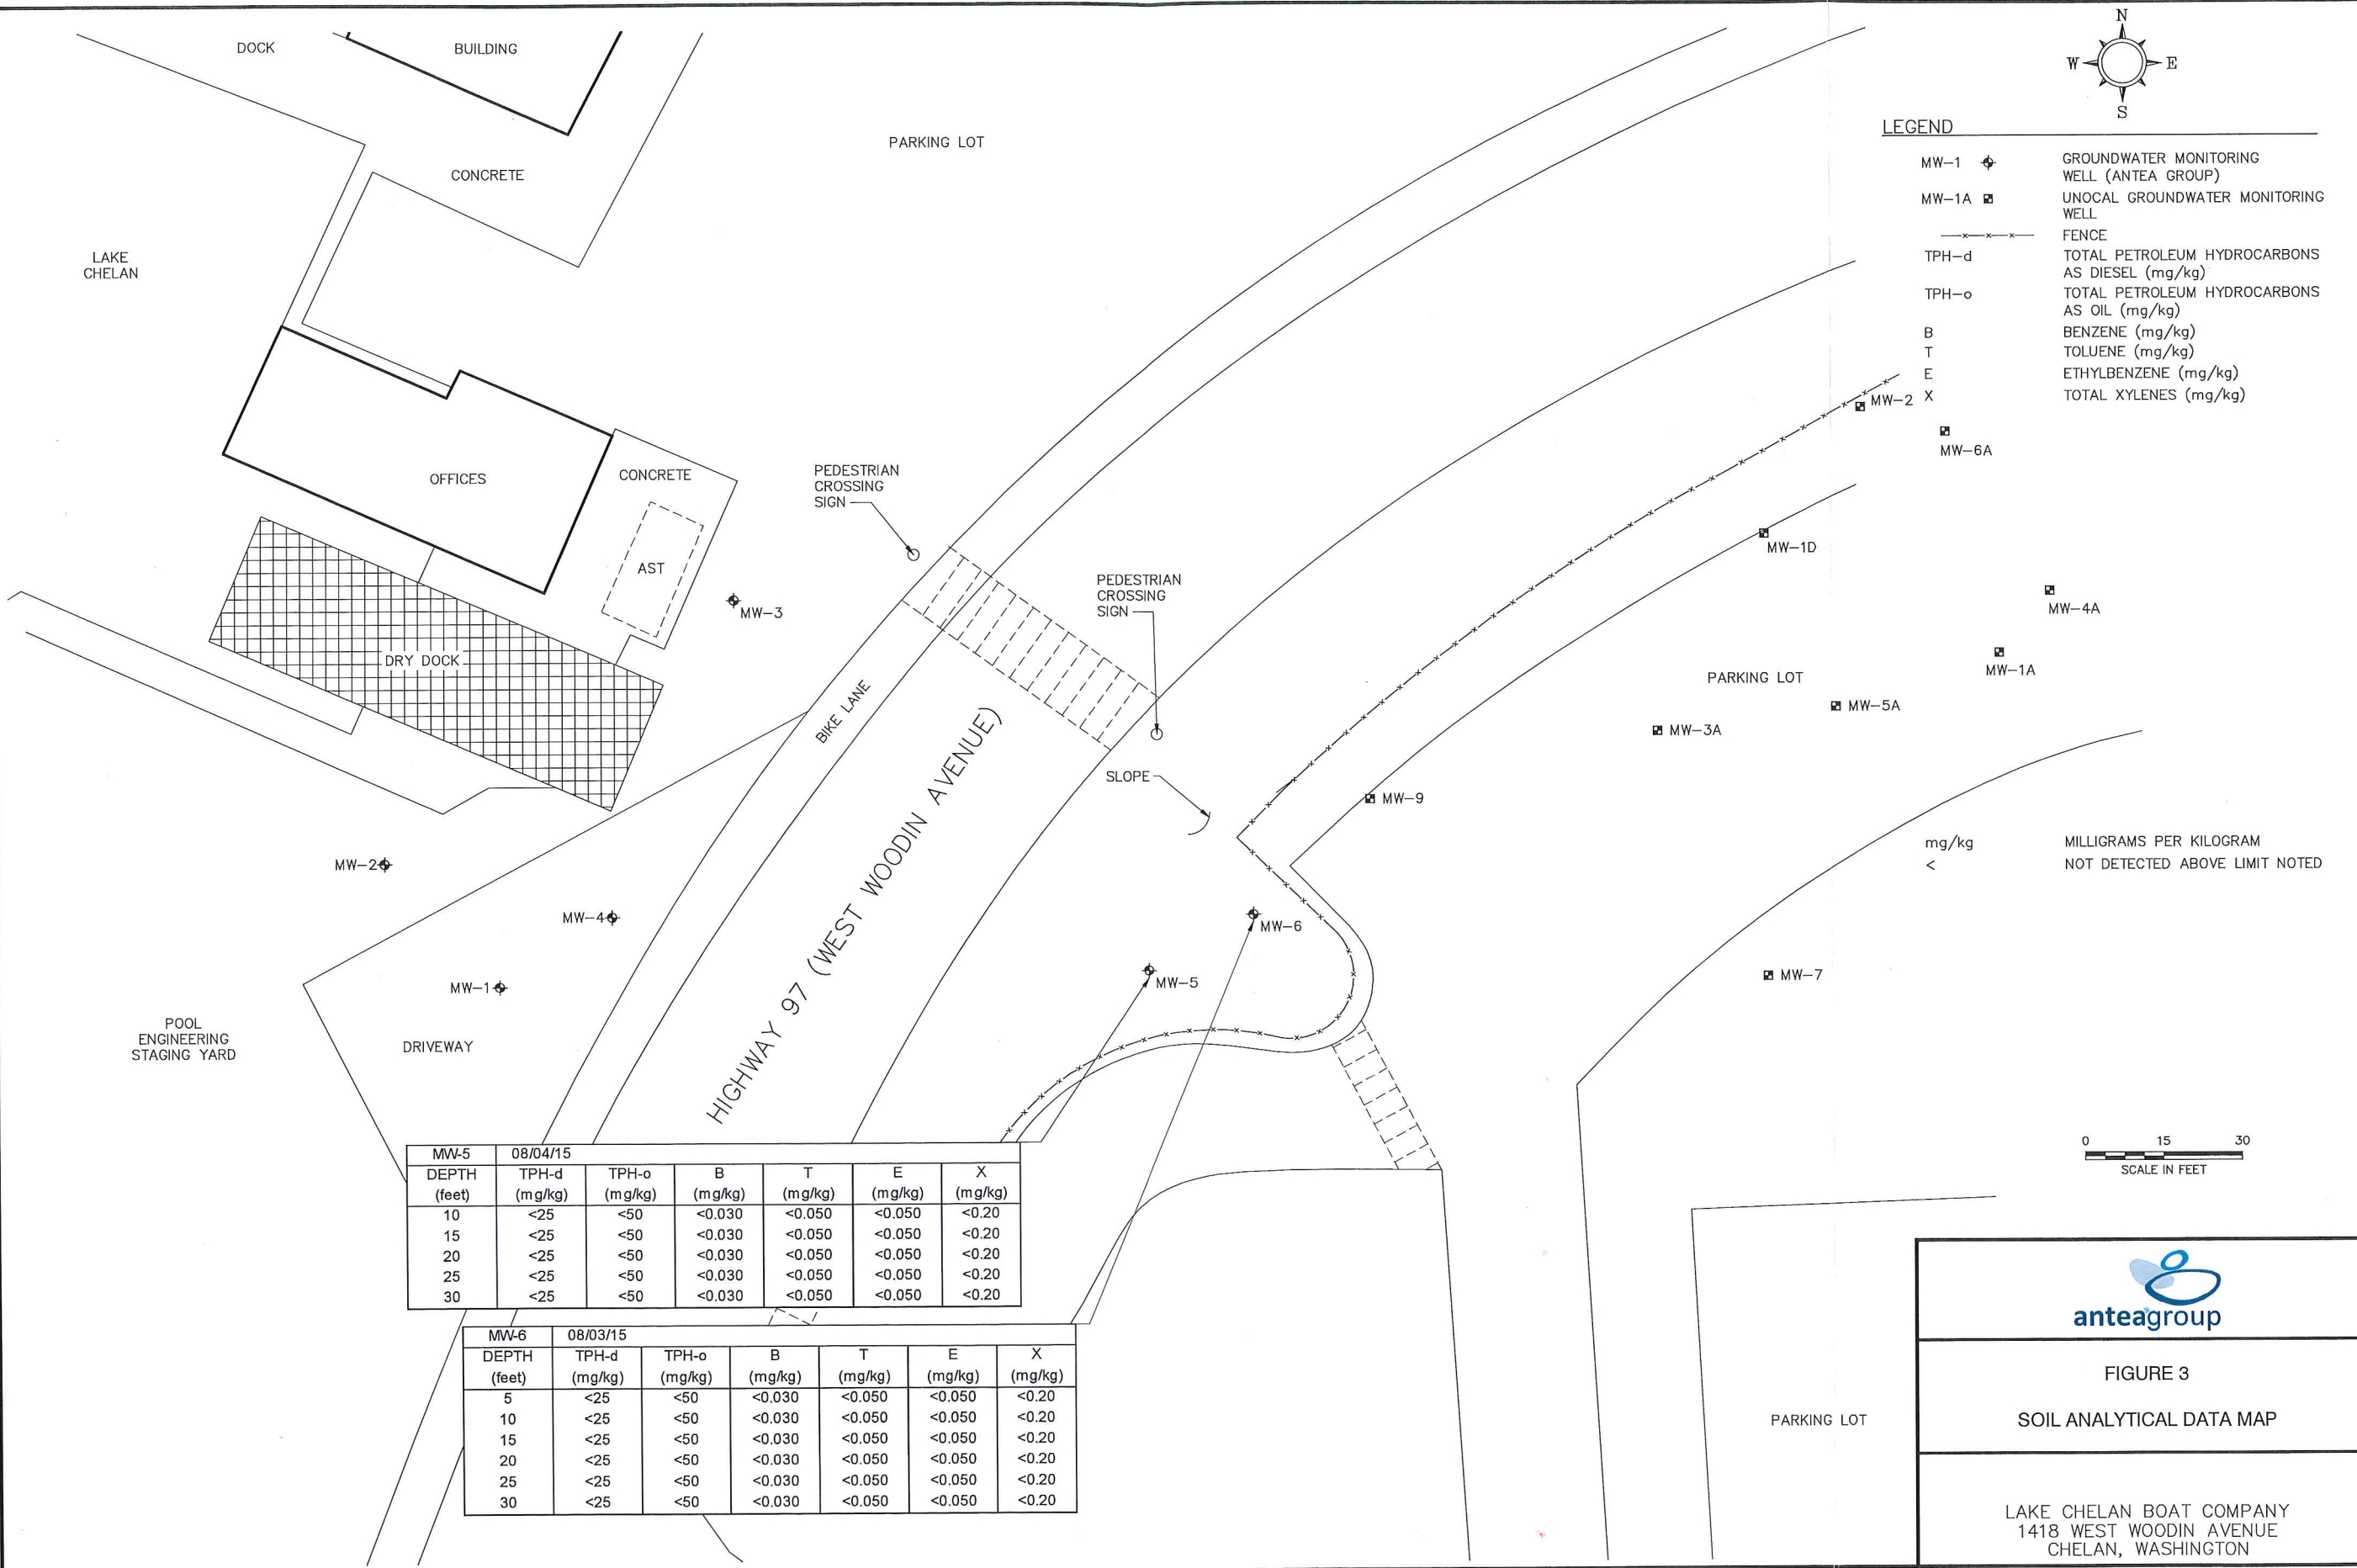 DOCK
BUILDING
CONCRETE
PARKING LOT
LAKE
CHELAN
OFFICES
CONCRETE
AST
MW-3
DRY DOCK
PEDESTRIAN
CROSSING
SIGN
PEDESTRIAN
CROSSING
SIGN
BIKE LANE
HIGHWAY 97 (WEST WOODIN AVENUE)
SLOPE
MW-2
MW-4
MW-1
POOL
ENGINEERING
STAGING YARD
DRIVEWAY
MW-5
MW-6
N
W E
S
LEGEND
MW-1 GROUNDWATER MONITORING
WELL (ANTEA GROUP)
MW-1A UNOCAL GROUNDWATER MONITORING
WELL
FENCE
TPH-d TOTAL PETROLEUM HYDROCARBONS
AS DIESEL (mg/kg)
TPH-o TOTAL PETROLEUM HYDROCARBONS
AS OIL (mg/kg)
B BENZENE (mg/kg)
T TOLUENE (mg/kg)
E ETHYLBENZENE (mg/kg)
X TOTAL XYLENES (mg/kg)
MW-2
MW-6A
MW-1D
MW-4A
MW-1A
PARKING LOT
MW-5A
MW-3A
MW-9
mg/kg MILLIGRAMS PER KILOGRAM
< NOT DETECTED ABOVE LIMIT NOTED
MW-7
0 15 30
SCALE IN FEET
MW-5 08/04/15
DEPTH TPH-d TPH-o B T E X
(feet) (mg/kg) (mg/kg) (mg/kg) (mg/kg) (mg/kg) (mg/kg)
10 <25 <50 <0.030 <0.050 <0.050 <0.20
15 <25 <50 <0.030 <0.050 <0.050 <0.20
20 <25 <50 <0.030 <0.050 <0.050 <0.20
25 <25 <50 <0.030 <0.050 <0.050 <0.20
30 <25 <50 <0.030 <0.050 <0.050 <0.20
MW-6 08/03/15
DEPTH TPH-d TPH-o B T E X
(feet) (mg/kg) (mg/kg) (mg/kg) (mg/kg) (mg/kg) (mg/kg)
5 <25 <50 <0.030 <0.050 <0.050 <0.20
10 <25 <50 <0.030 <0.050 <0.050 <0.20
15 <25 <50 <0.030 <0.050 <0.050 <0.20
20 <25 <50 <0.030 <0.050 <0.050 <0.20
25 <25 <50 <0.030 <0.050 <0.050 <0.20
30 <25 <50 <0.030 <0.050 <0.050 <0.20
PARKING LOT
anteagroup
FIGURE 3
SOIL ANALYTICAL DATA MAP
LAKE CHELAN BOAT COMPANY
1418 WEST WOODIN AVENUE
CHELAN, WASHINGTON